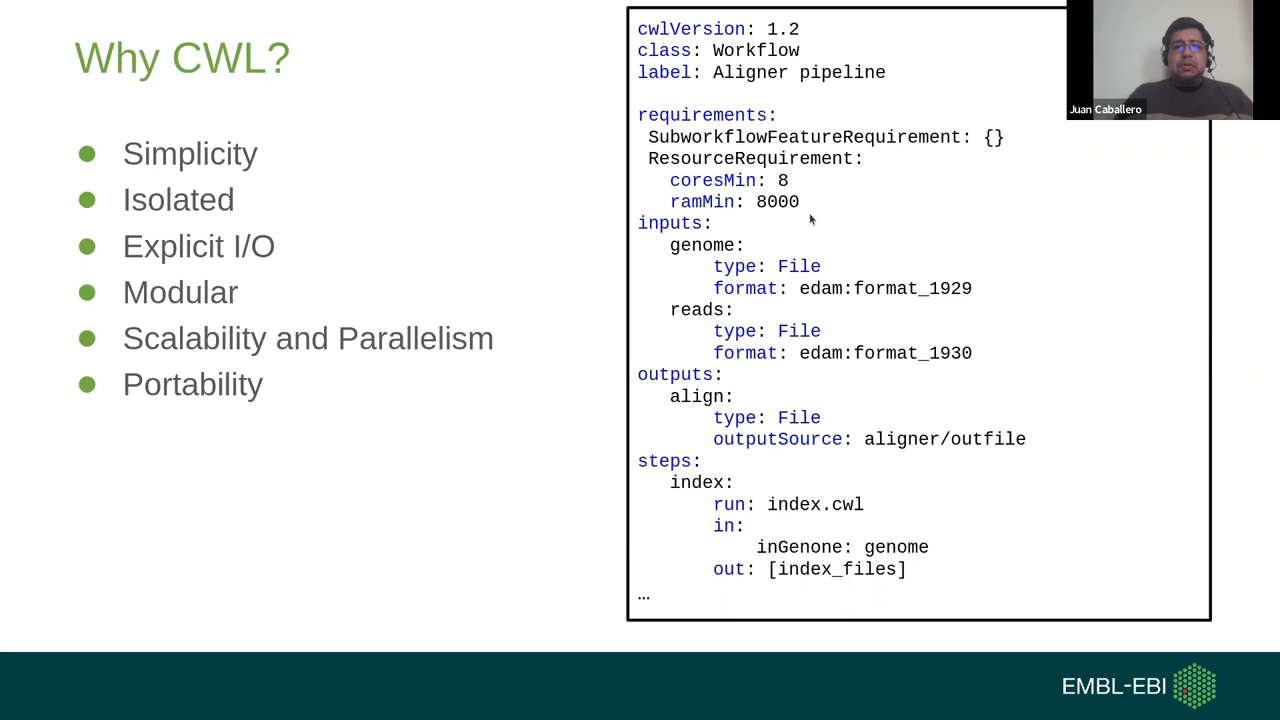 Why CWL?
Simplicity
Isolated
Explicit I/O
Modular
Scalability and Parallelism
Portability
cwlVersion: 1.2
class: Workflow
label: Aligner pipeline
requirements:
SubworkflowFeatureRequirement: {}
ResourceRequirement:
coresMin: 8
ramMin: 8000
inputs:
genome:
type: File
format: edam:format_1929
reads:
type: File
format: edam:format_1930
outputs:
align:
type: File
outputSource: aligner/outfile
steps:
index:
run: index.cwl
in:
inGenone: genome
out: [index_files]
…
Juan Caballero
EMBL-EBI